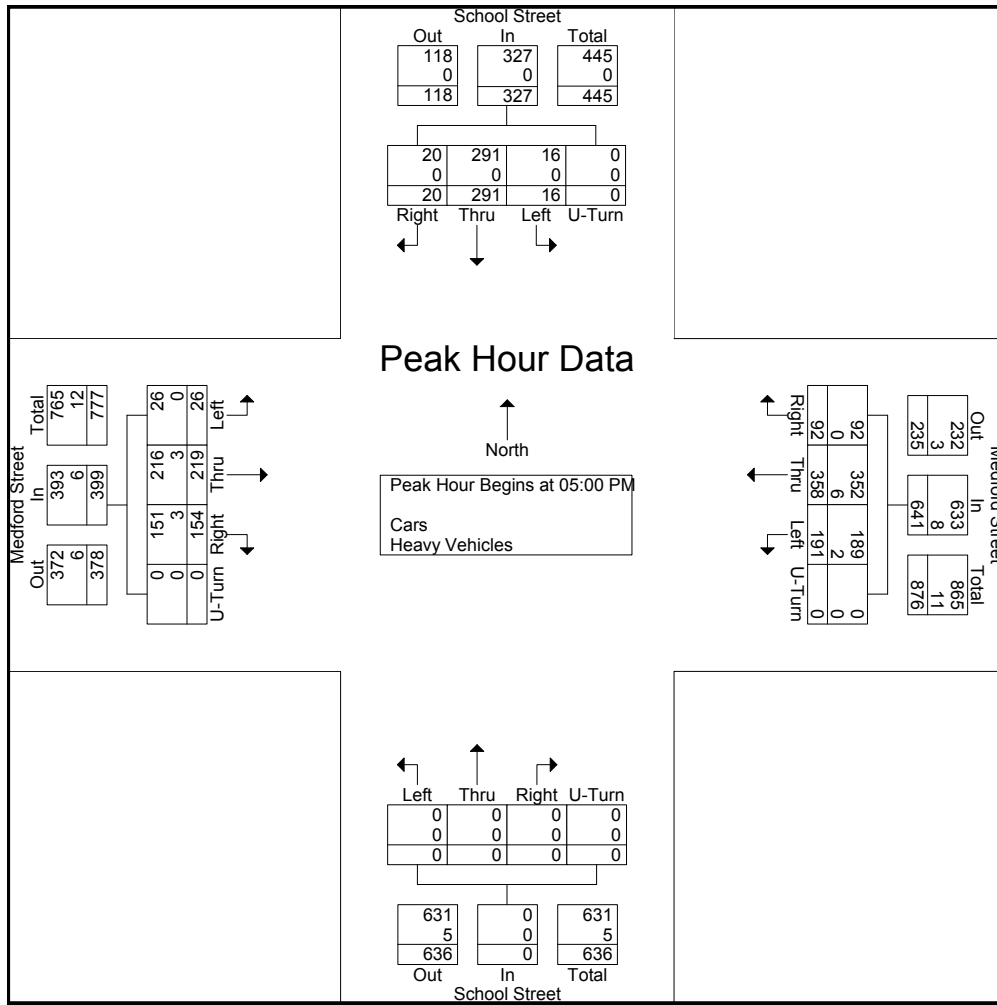 School Street
Out In Total
118 327 445
0 0 0
118 327 445
20 291 16 0
0 0 0 0
20 291 16 0
Right Thru Left U-Turn
Peak Hour Data
North
Peak Hour Begins at 05:00 PM
Cars
Heavy Vehicles
Medford Street
Total In Out
765 393 372
12 6 6
777 399 378
26 216 151 0
0 3 3 0
26 219 154 0
Left Thru Right U-Turn
Medford Street
Out In Total
232 633 865
3 8 11
235 641 876
92 352 189 0
0 6 2 0
92 358 191 0
Right Thru Left U-Turn
Left Thru Right U-Turn
0 0 0 0
0 0 0 0
0 0 0 0
631 0 631
5 0 5
636 0 636
Out In Total
School Street